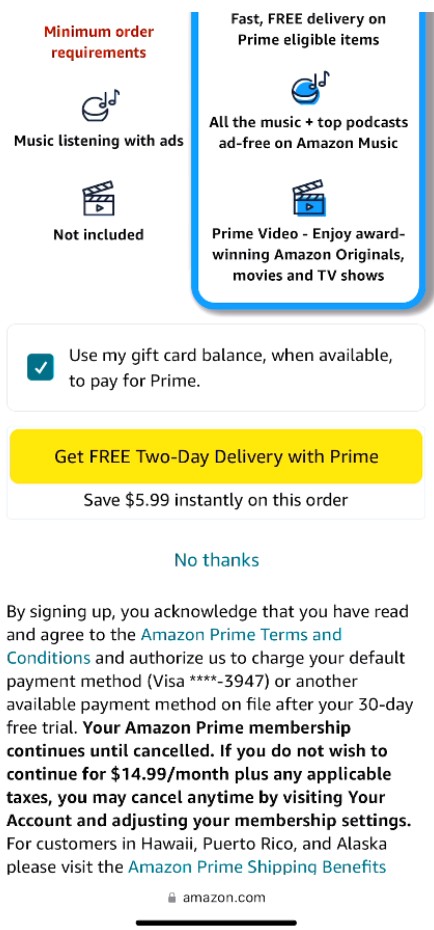 Minimum order
requirements
Fast, FREE delivery on
Prime eligible items
Music listening with ads
All the music + top podcasts
ad-free on Amazon Music
Not included
Prime Video - Enjoy award-
winning Amazon Originals,
movies and TV shows
Use my gift card balance, when available,
to pay for Prime.
Get FREE Two-Day Delivery with Prime
Save $5.99 instantly on this order
No thanks
By signing up, you acknowledge that you have read
and agree to the Amazon Prime Terms and
Conditions and authorize us to charge your default
payment method (Visa ****-3947) or another
available payment method on file after your 30-day
free trial. Your Amazon Prime membership
continues until cancelled. If you do not wish to
continue for $14.99/month plus any applicable
taxes, you may cancel anytime by visiting Your
Account and adjusting your membership settings.
For customers in Hawaii, Puerto Rico, and Alaska
please visit the Amazon Prime Shipping Benefits
amazon.com